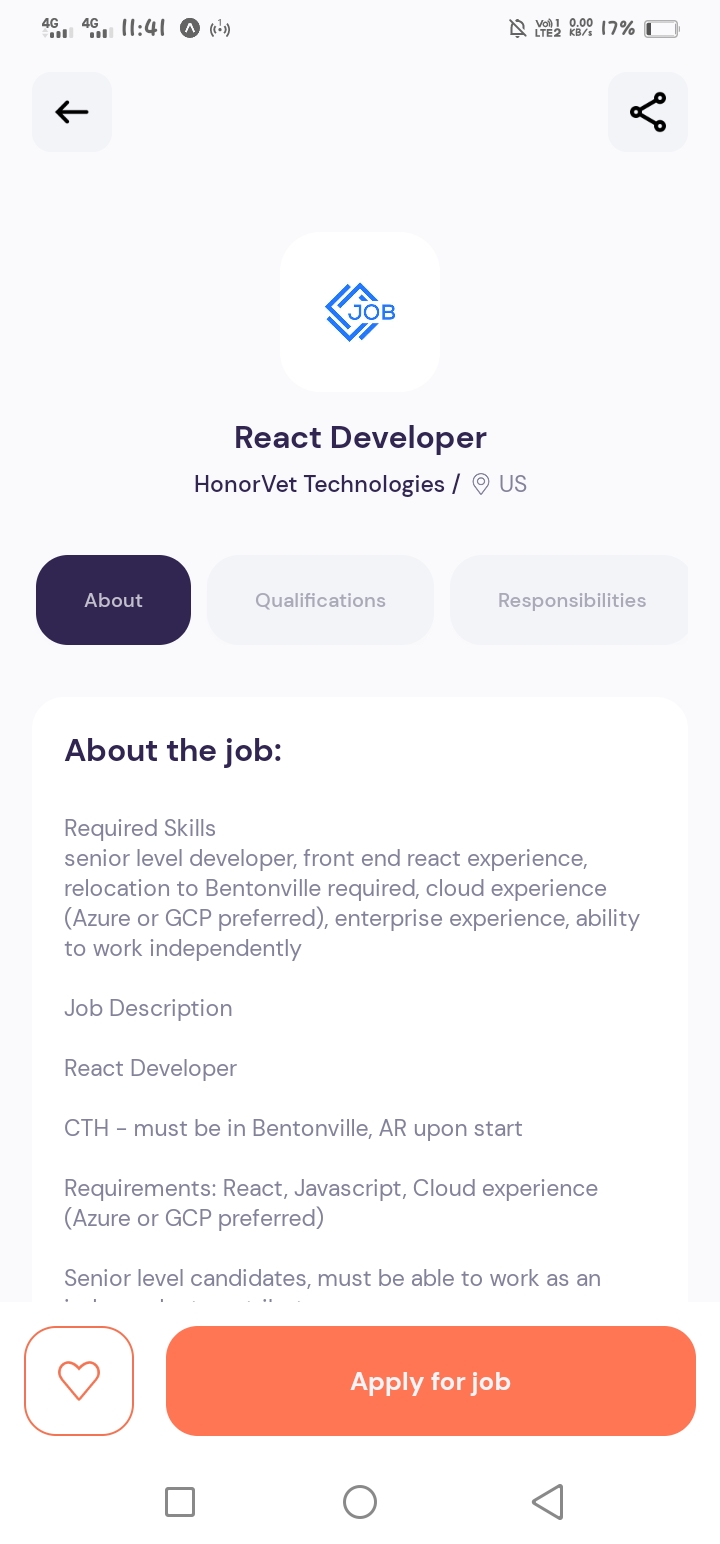 4G 4G 11:41 Vo)) 1 0.00 17%
LTE2 KB/s
JOB
React Developer
HonorVet Technologies / US
About Qualifications Responsibilities
About the job:
Required Skills
senior level developer, front end react experience,
relocation to Bentonville required, cloud experience
(Azure or GCP preferred), enterprise experience, ability
to work independently
Job Description
React Developer
CTH - must be in Bentonville, AR upon start
Requirements: React, Javascript, Cloud experience
(Azure or GCP preferred)
Senior level candidates, must be able to work as an
Apply for job